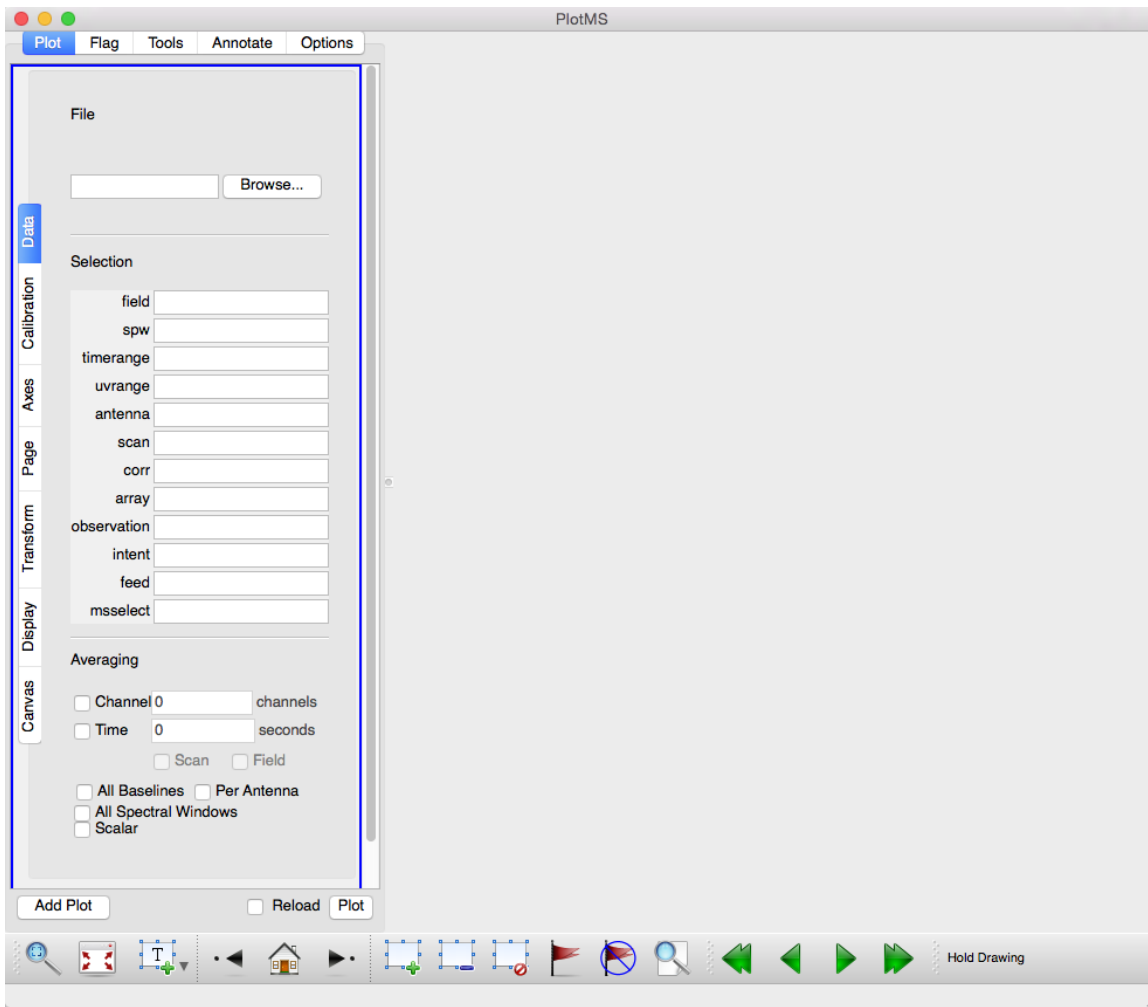 PlotMS
Plot Flag Tools Annotate Options
File
Browse...
Data
Calibration
Axes
Page
Transform
Display
Canvas
Selection
field
spw
timerange
uvrange
antenna
scan
corr
array
observation
intent
feed
msselect
Averaging
Channel 0 channels
Time 0 seconds
Scan Field
All Baselines Per Antenna
All Spectral Windows
Scalar
Add Plot Reload Plot
T Hold Drawing